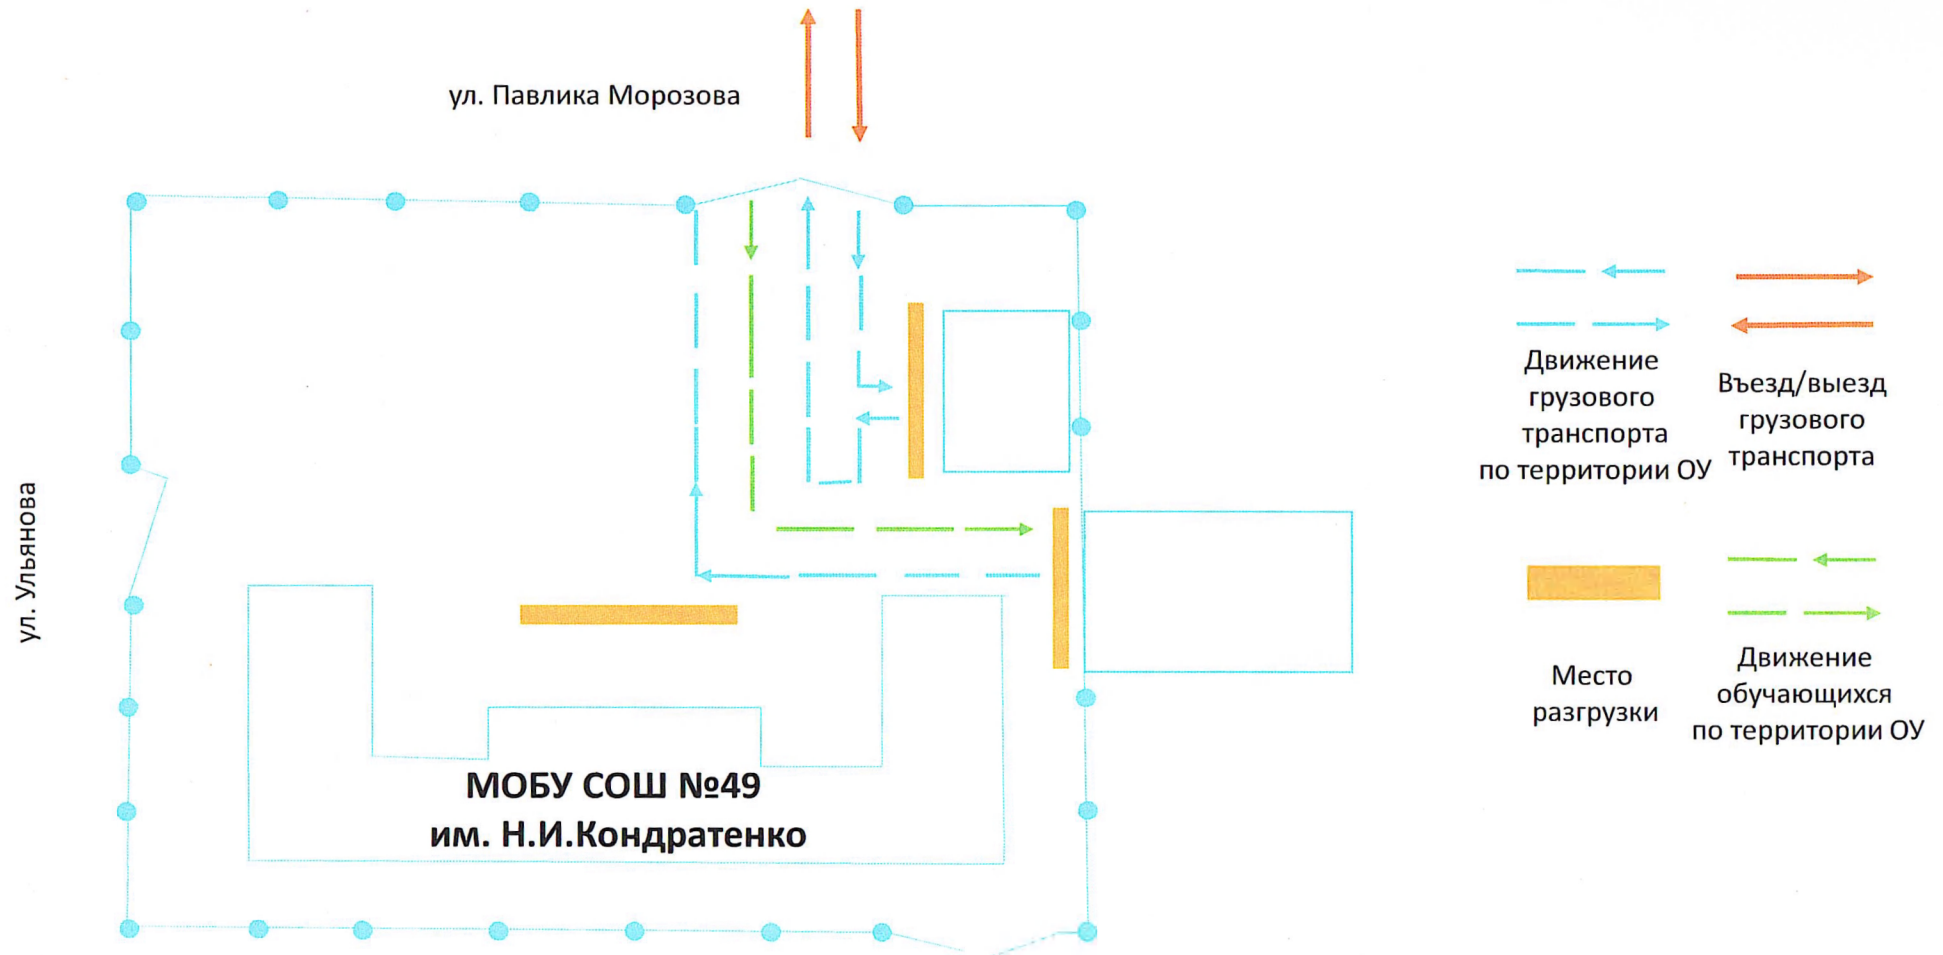 ул. Павлика Морозова
ул. Ульянова
МОБУ СОШ №49
им. Н.И.Кондратенко
Движение
грузового
транспорта
по территории ОУ
Въезд/выезд
грузового
транспорта
Место
разгрузки
Движение
обучающихся
по территории ОУ